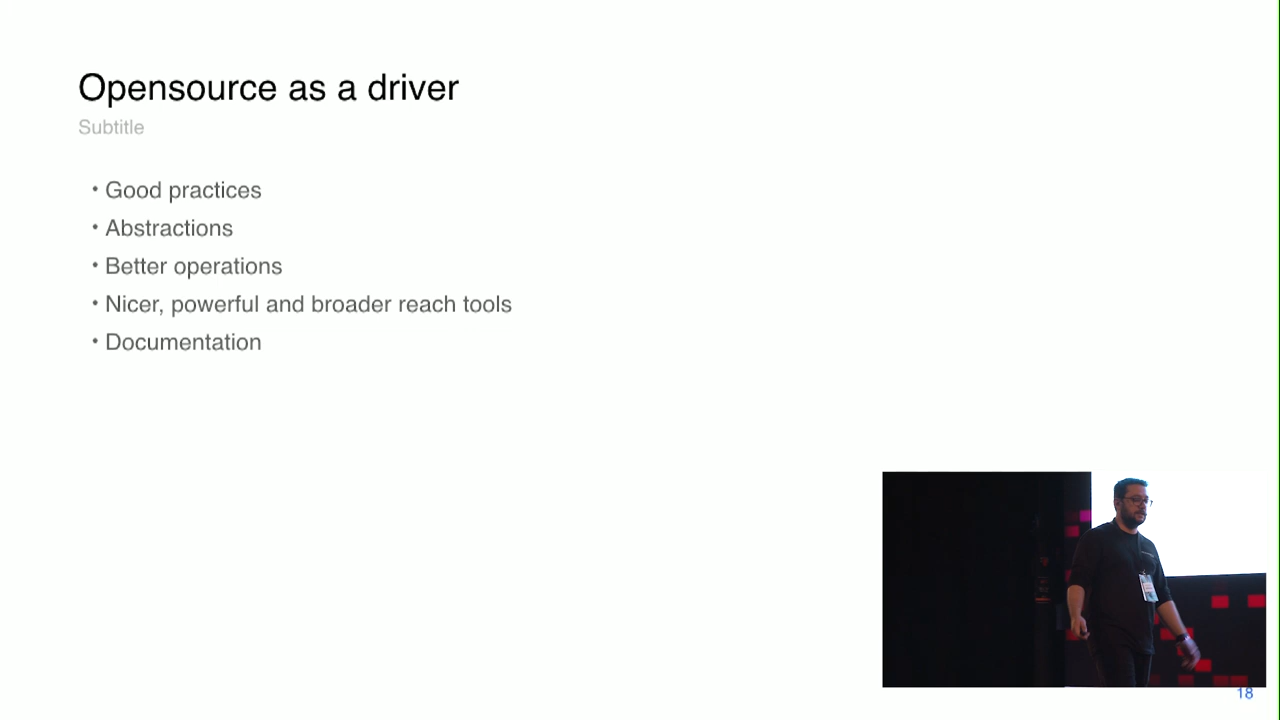 Opensource as a driver
Subtitle
• Good practices
• Abstractions
• Better operations
• Nicer, powerful and broader reach tools
• Documentation
18